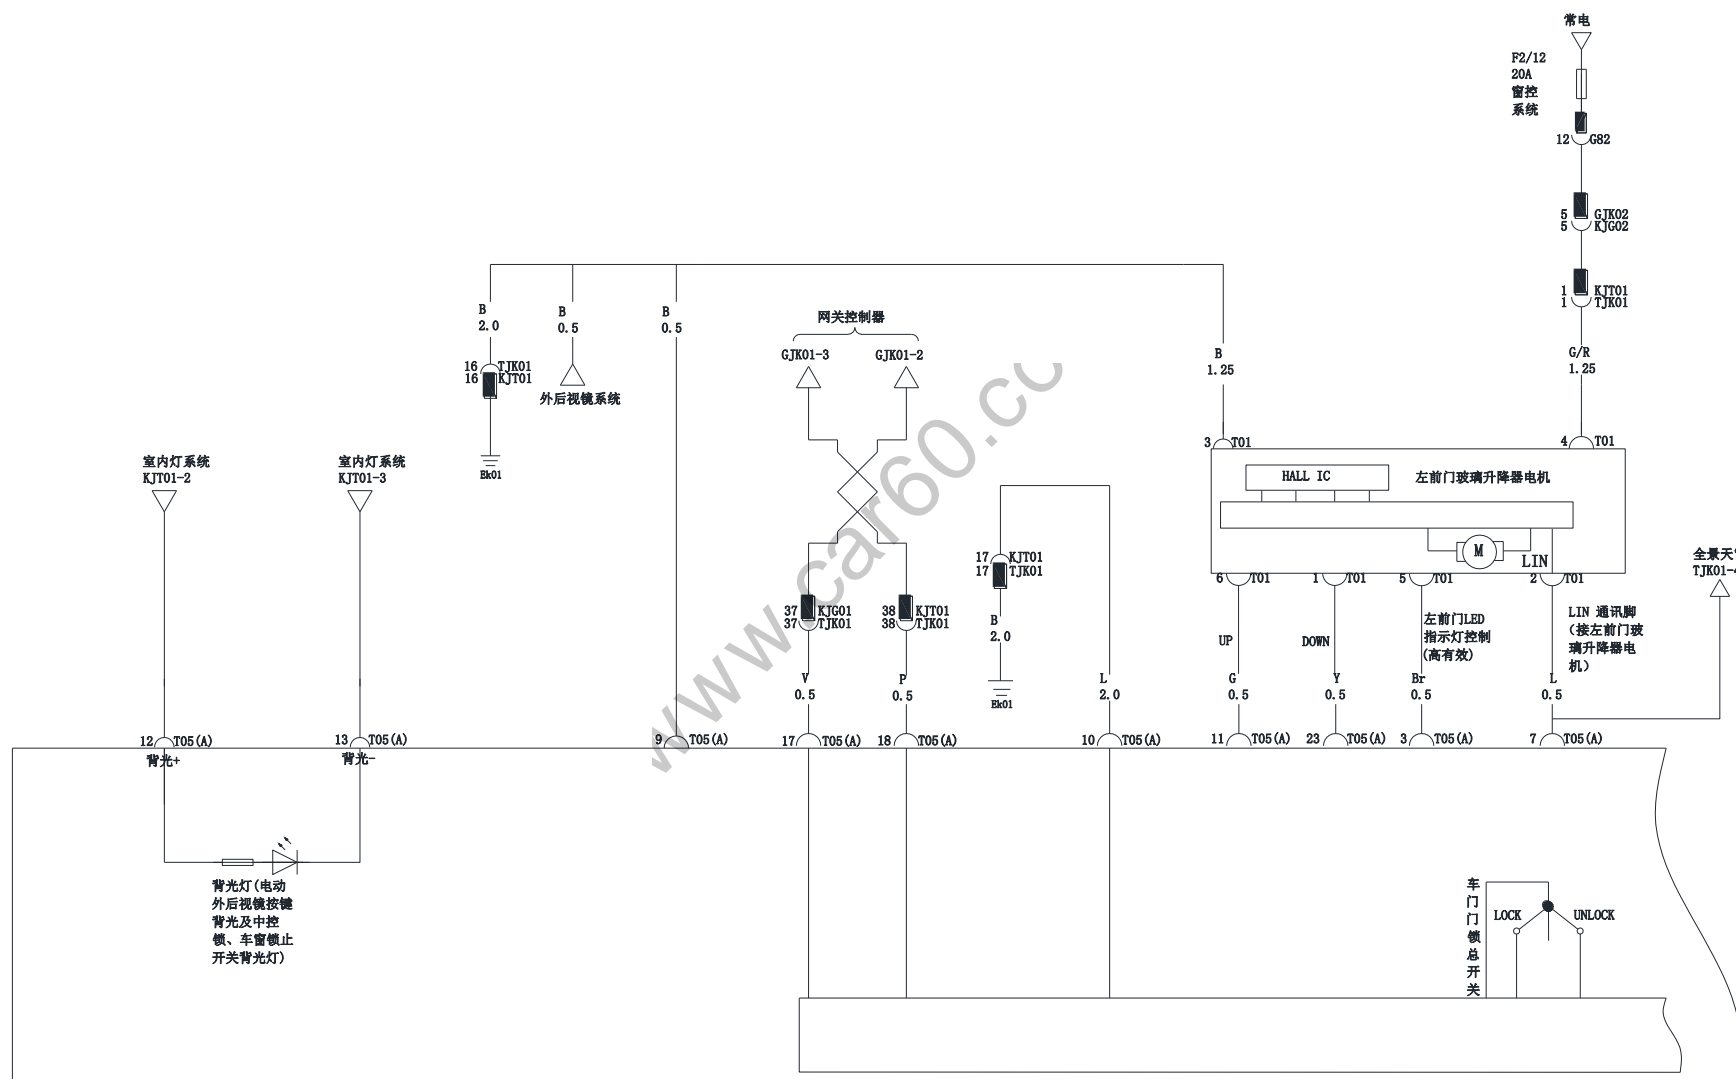 常电
F2/12
20A
窗控
系统
12 G82
5 GJK02
5 KJG02
1 KJT01
1 TJK01
G/R
1.25
B
2.0
B
0.5
B
0.5
16 TJK01
16 KJT01
外后视镜系统
Ek01
网关控制器
GJK01-3
GJK01-2
B
1.25
3 T01
4 T01
HALL IC
左前门玻璃升降器电机
M
LIN
室内灯系统
KJT01-2
室内灯系统
KJT01-3
17 KJT01
17 TJK01
B
2.0
Ek01
37 KJG01
37 TJK01
38 KJT01
38 TJK01
6 T01
1 T01
5 T01
2 T01
UP
DOWN
左前门LED
指示灯控制
(高有效)
LIN 通讯脚
(接左前门玻
璃升降器电
机)
全景天
TJK01-4
V
0.5
P
0.5
L
2.0
G
0.5
Y
0.5
Br
0.5
L
0.5
12 T05(A)
背光+
13 T05(A)
背光-
9 T05(A)
17 T05(A)
18 T05(A)
10 T05(A)
11 T05(A)
23 T05(A)
3 T05(A)
7 T05(A)
背光灯(电动
外后视镜按键
背光及中控
锁、车窗锁止
开关背光灯)
车门门锁总开关
LOCK
UNLOCK
www.car60.co